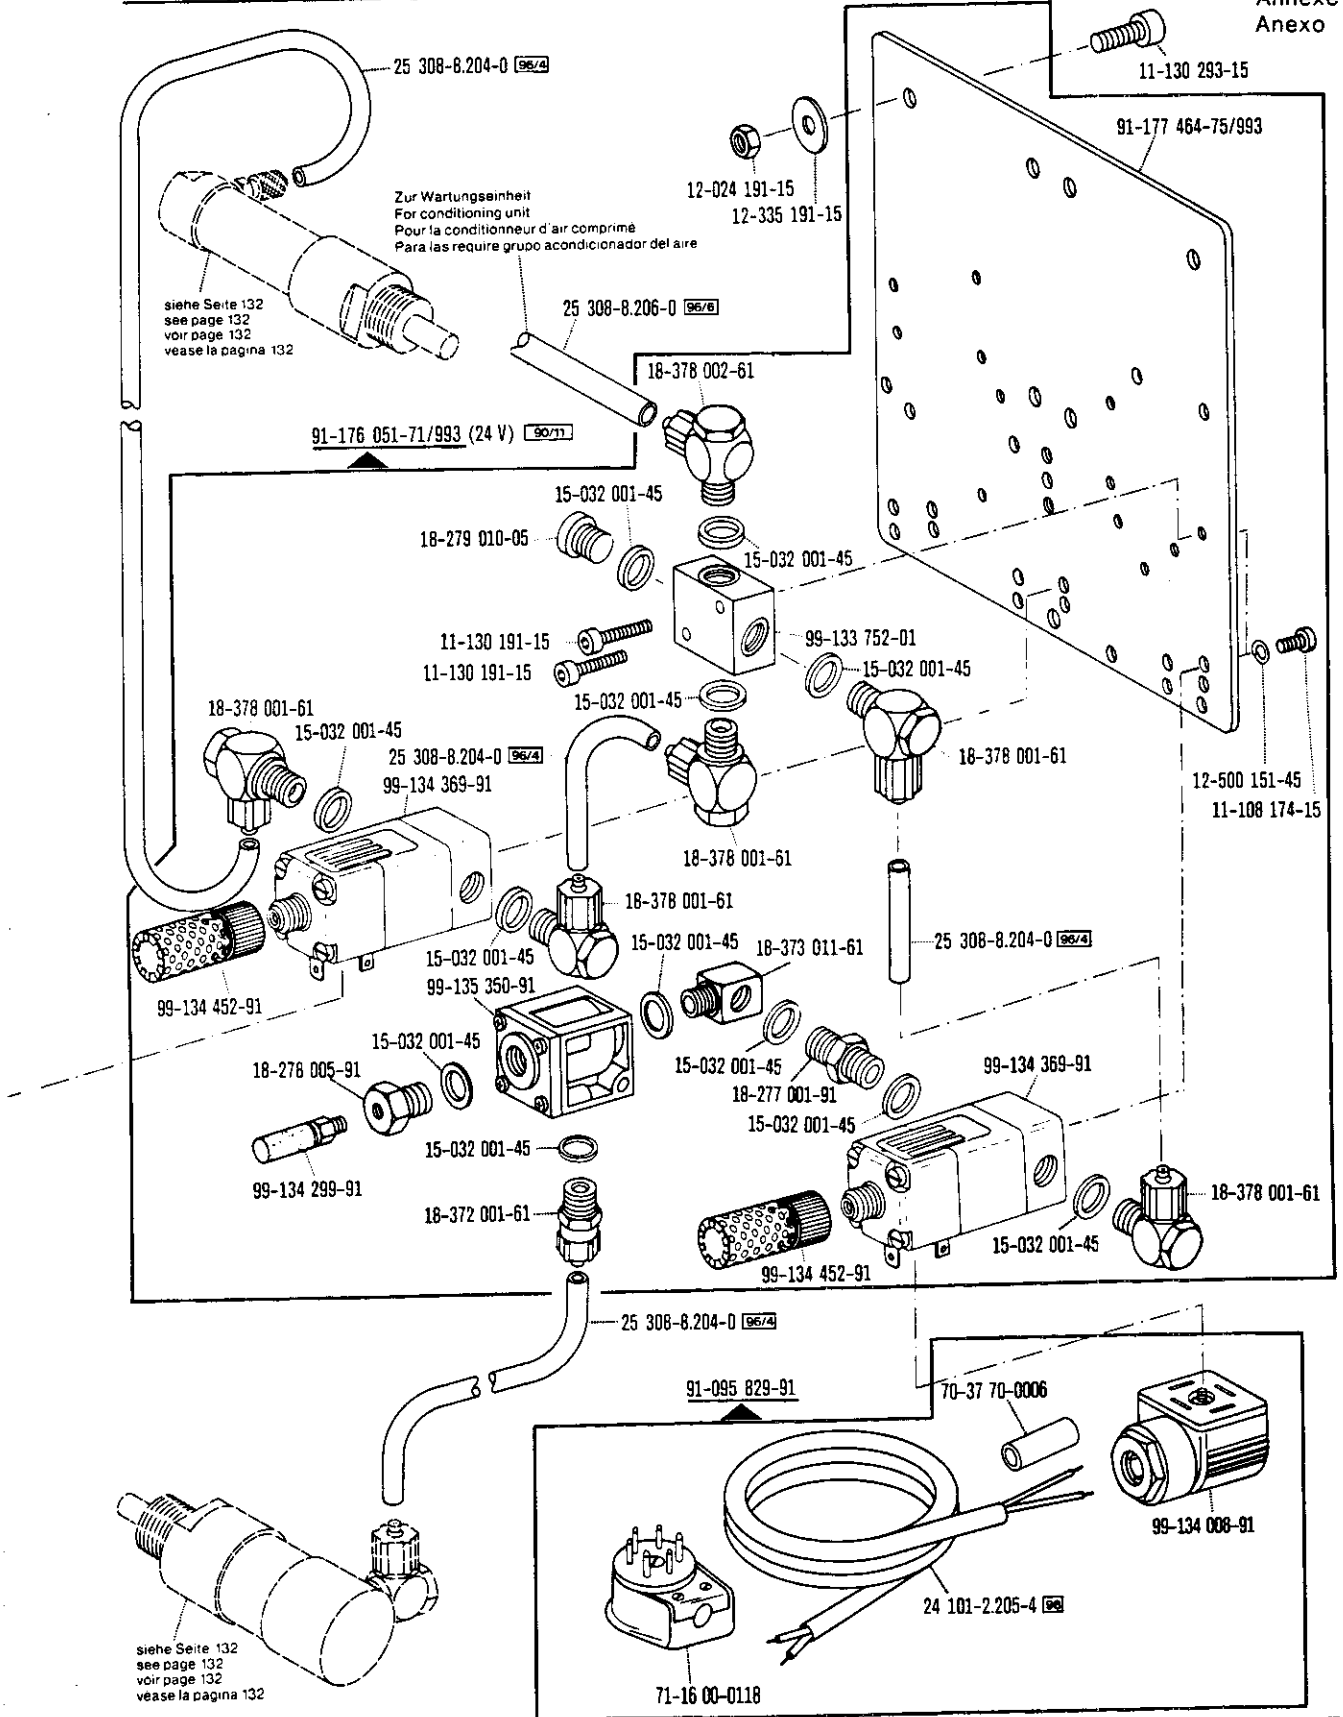 Annexe
Anexo
25 308-8.204-0 96/4
11-130 293-15
91-177 464-75/993
12-024 191-15
12-335 191-15
Zur Wartungseinheit
For conditioning unit
Pour la conditionneur d'air comprimé
Para las require grupo acondicionador del aire
siehe Seite 132
see page 132
voir page 132
véase la pagina 132
25 308-8.206-0 96/6
18-378 002-61
91-176 051-71/993 (24 V) 90/11
15-032 001-45
18-279 010-05
15-032 001-45
11-130 191-15
99-133 752-01
11-130 191-15
15-032 001-45
15-032 001-45
18-378 001-61
15-032 001-45
25 308-8.204-0 96/4
99-134 369-91
18-378 001-61
12-500 151-45
11-108 174-15
18-378 001-61
18-378 001-61
15-032 001-45
15-032 001-45
18-373 011-61
25 308-8.204-0 96/4
99-135 350-91
99-134 452-91
15-032 001-45
18-278 005-91
15-032 001-45
18-277 001-91
99-134 369-91
15-032 001-45
15-032 001-45
99-134 299-91
18-372 001-61
18-378 001-61
15-032 001-45
99-134 452-91
25 308-8.204-0 96/4
91-095 829-91
70-37 70-0006
99-134 008-91
24 101-2.205-4 96
71-16 00-0118
siehe Seite 132
see page 132
voir page 132
véase la pagina 132